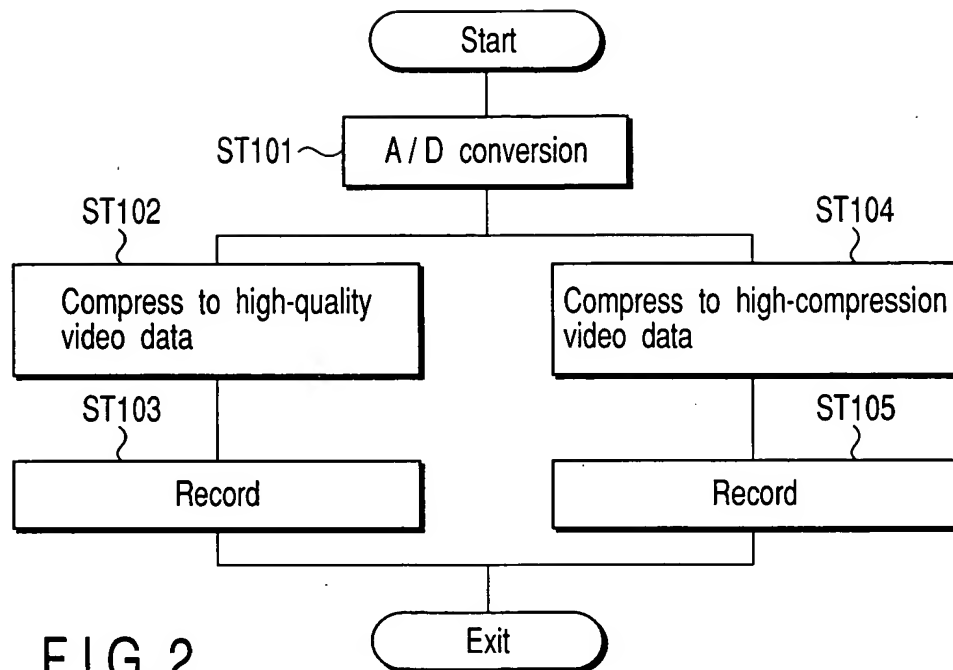 Start
ST101
A/D conversion
ST102
Compress to high-quality
video data
ST104
Compress to high-compression
video data
ST103
Record
ST105
Record
Exit
FIG. 2